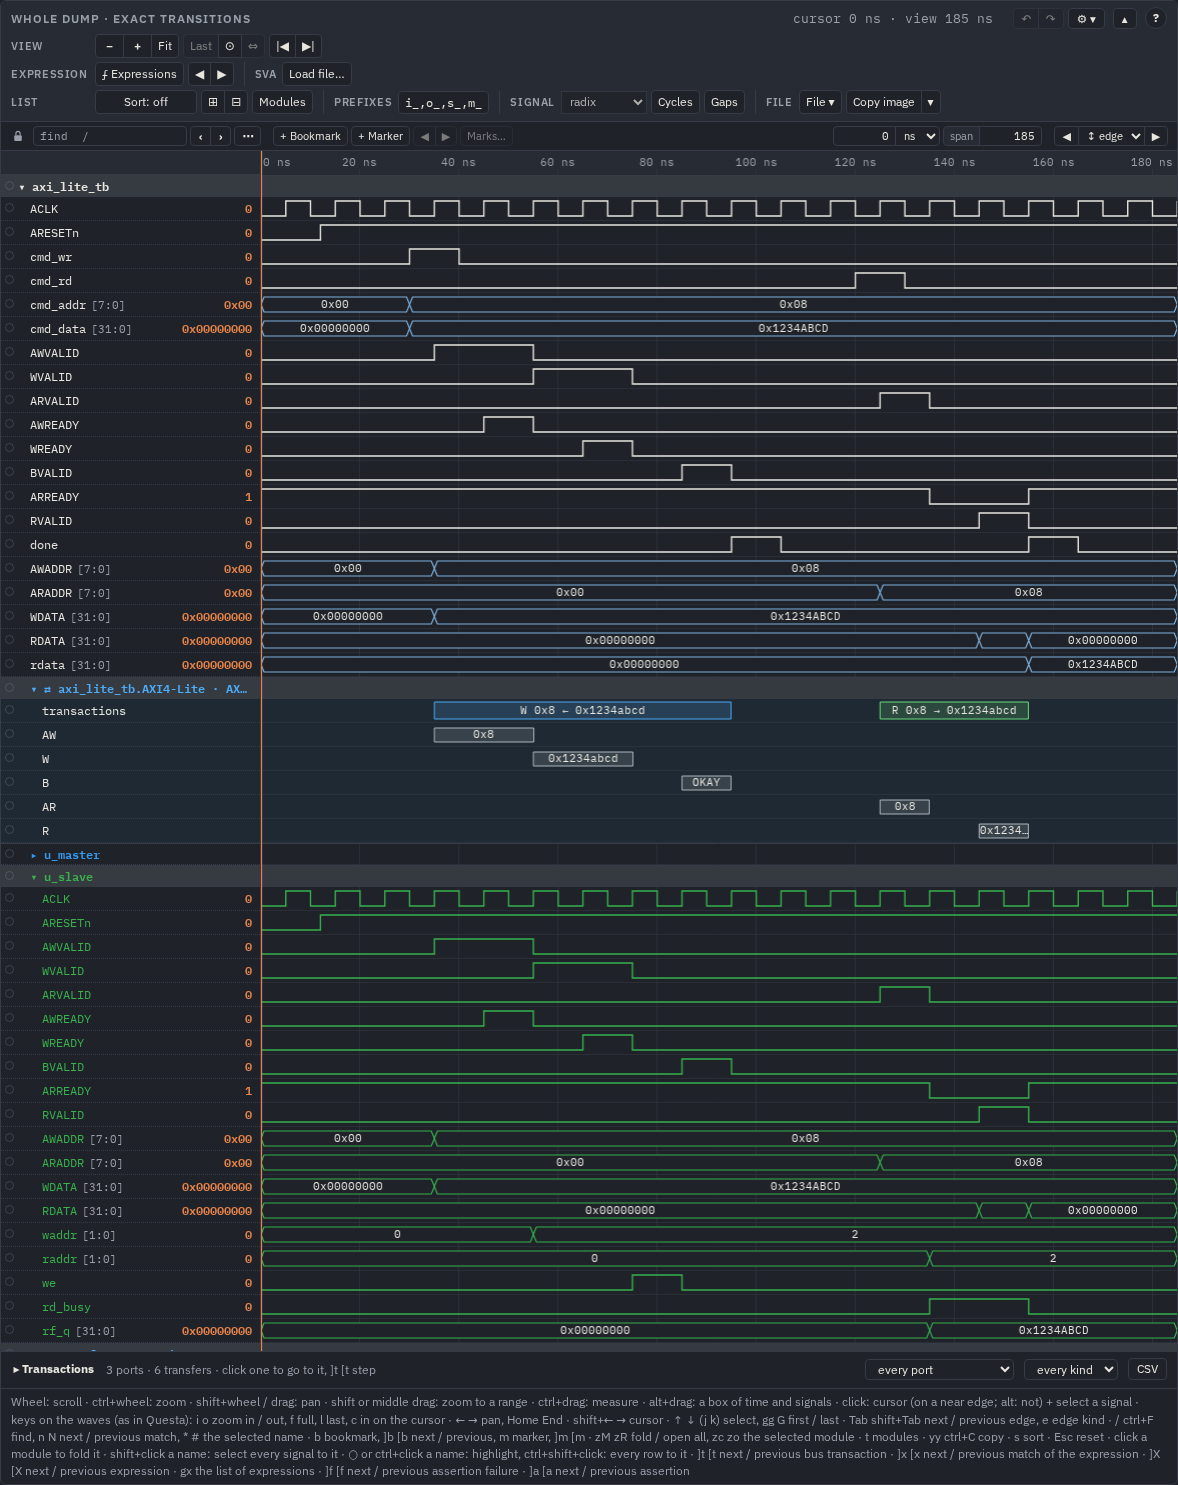 WHOLE DUMP · EXACT TRANSITIONS cursor 0 ns · view 185 ns ↶ ↷ ⚙ ▾ ▴ ?
VIEW − + Fit Last ⊙ ⇔ |◀ ▶|
EXPRESSION ⨍ Expressions ◀ ▶ SVA Load file…
LIST Sort: off ⊞ ⊟ Modules PREFIXES i_,o_,s_,m_ SIGNAL radix Cycles Gaps FILE File ▾ Copy image ▾
find / ‹ › ⋯ + Bookmark + Marker ◀ ▶ Marks… 0 ns span 185 ◀ ↕ edge ▶
0 ns 20 ns 40 ns 60 ns 80 ns 100 ns 120 ns 140 ns 160 ns 180 ns
▾ axi_lite_tb
ACLK 0
ARESETn 0
cmd_wr 0
cmd_rd 0
cmd_addr [7:0] 0x00 0x00 0x08
cmd_data [31:0] 0x00000000 0x00000000 0x1234ABCD
AWVALID 0
WVALID 0
ARVALID 0
AWREADY 0
WREADY 0
BVALID 0
ARREADY 1
RVALID 0
done 0
AWADDR [7:0] 0x00 0x00 0x08
ARADDR [7:0] 0x00 0x00 0x08
WDATA [31:0] 0x00000000 0x00000000 0x1234ABCD
RDATA [31:0] 0x00000000 0x00000000 0x00000000
rdata [31:0] 0x00000000 0x00000000 0x1234ABCD
▾ ⇄ axi_lite_tb.AXI4-Lite · AX…
transactions W 0x8 ← 0x1234abcd R 0x8 → 0x1234abcd
AW 0x8
W 0x1234abcd
B OKAY
AR 0x8
R 0x1234…
▸ u_master
▾ u_slave
ACLK 0
ARESETn 0
AWVALID 0
WVALID 0
ARVALID 0
AWREADY 0
WREADY 0
BVALID 0
ARREADY 1
RVALID 0
AWADDR [7:0] 0x00 0x00 0x08
ARADDR [7:0] 0x00 0x00 0x08
WDATA [31:0] 0x00000000 0x00000000 0x1234ABCD
RDATA [31:0] 0x00000000 0x00000000 0x00000000
waddr [1:0] 0 0 2
raddr [1:0] 0 0 2
we 0
rd_busy 0
rf_q [31:0] 0x00000000 0x00000000 0x1234ABCD
▸ Transactions 3 ports · 6 transfers · click one to go to it, ]t [t step every port every kind CSV
Wheel: scroll · ctrl+wheel: zoom · shift+wheel / drag: pan · shift or middle drag: zoom to a range · ctrl+drag: measure · alt+drag: a box of time and signals · click: cursor (on a near edge; alt: not) + select a signal ·
keys on the waves (as in Questa): i o zoom in / out, f full, l last, c in on the cursor · ←→ pan, Home End · shift+←→ cursor · ↑ ↓ (j k) select, gg G first / last · Tab shift+Tab next / previous edge, e edge kind · / ctrl+F
find, n N next / previous match, * # the selected name · b bookmark, ]b [b next / previous, m marker, ]m [m · zM zR fold / open all, zc zo the selected module · t modules · yy ctrl+C copy · s sort · Esc reset · click a
module to fold it · shift+click a name: select every signal to it · ○ or ctrl+click a name: highlight, ctrl+shift+click: every row to it · ]t [t next / previous bus transaction · ]x [x next / previous match of the expression · ]X
[X next / previous expression · gx the list of expressions · ]f [f next / previous assertion failure · ]a [a next / previous assertion